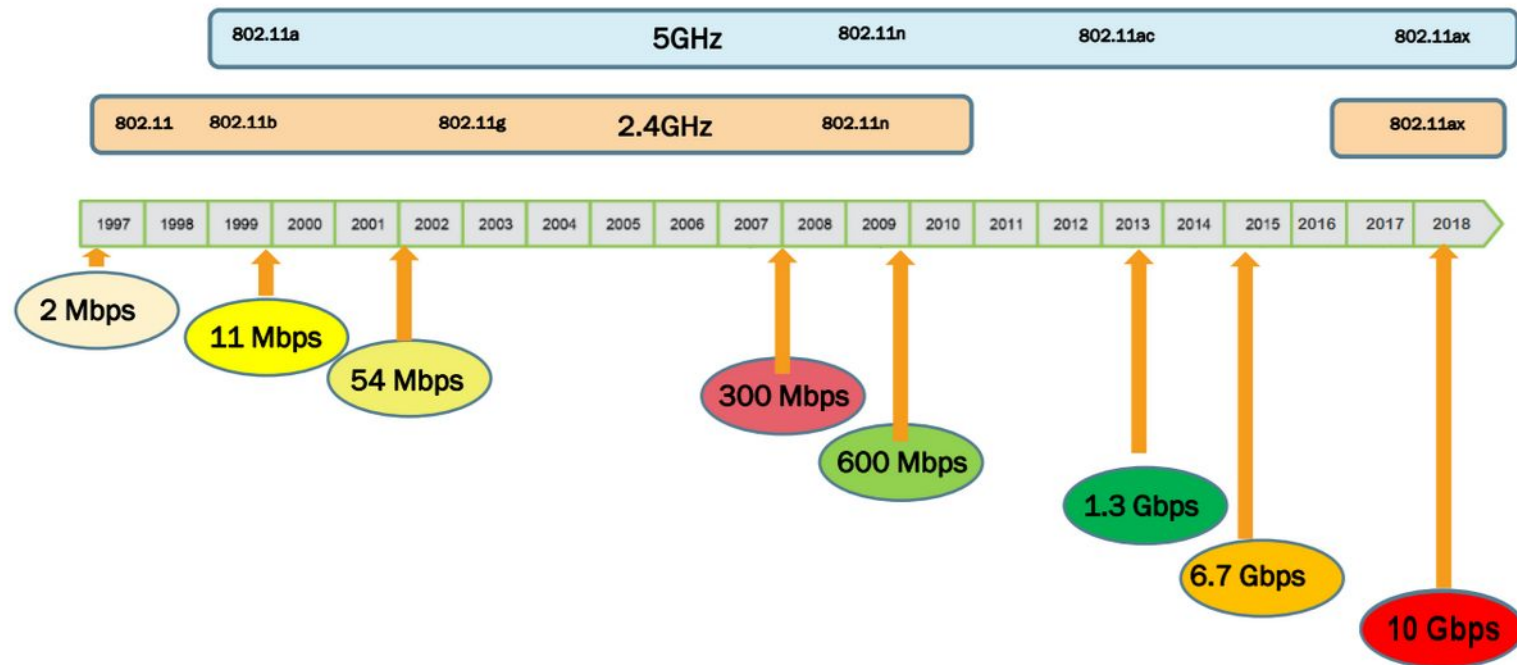 802.11a 5GHz 802.11n 802.11ac 802.11ax
802.11 802.11b 802.11g 2.4GHz 802.11n 802.11ax
1997 1998 1999 2000 2001 2002 2003 2004 2005 2006 2007 2008 2009 2010 2011 2012 2013 2014 2015 2016 2017 2018
2 Mbps
11 Mbps
54 Mbps
300 Mbps
600 Mbps
1.3 Gbps
6.7 Gbps
10 Gbps